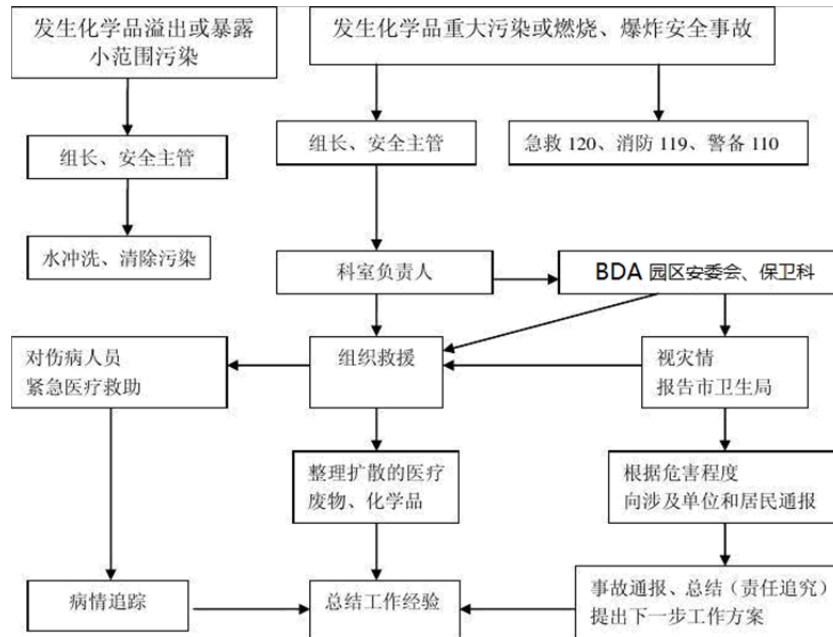 发生化学品溢出或暴露
小范围污染
发生化学品重大污染或燃烧、爆炸安全事故
组长、安全主管
组长、安全主管
急救 120、消防 119、警备 110
水冲洗、清除污染
科室负责人
BDA 园区安委会、保卫科
对伤病人员
紧急医疗救助
组织救援
视灾情
报告市卫生局
整理扩散的医疗
废物、化学品
根据危害程度
向涉及单位和居民通报
病情追踪
总结工作经验
事故通报、总结（责任追究）
提出下一步工作方案